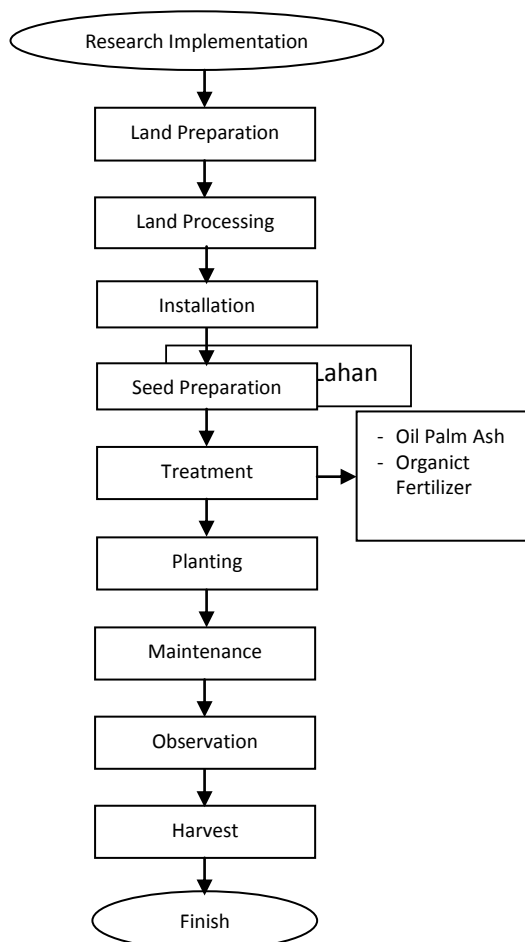 Research Implementation
Land Preparation
Land Processing
Installation
Seed Preparation
Lahan
Treatment
- Oil Palm Ash
- Organict
Fertilizer
Planting
Maintenance
Observation
Harvest
Finish